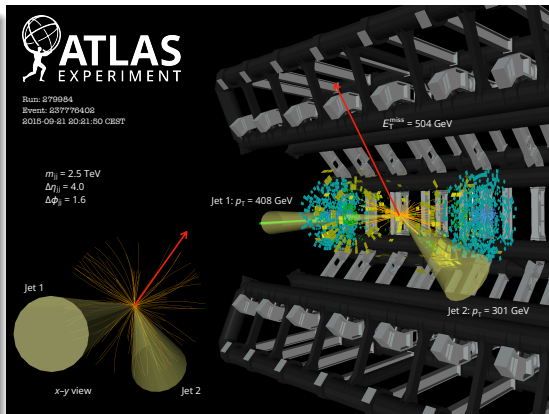 ATLAS
EXPERIMENT
Run: 279984
Event: 237776402
2015-09-21 20:21:50 CEST
m_jj = 2.5 TeV
Δη_jj = 4.0
Δϕ_jj = 1.6
E_T^miss = 504 GeV
Jet 1: p_T = 408 GeV
Jet 2: p_T = 301 GeV
Jet 1
x–y view
Jet 2